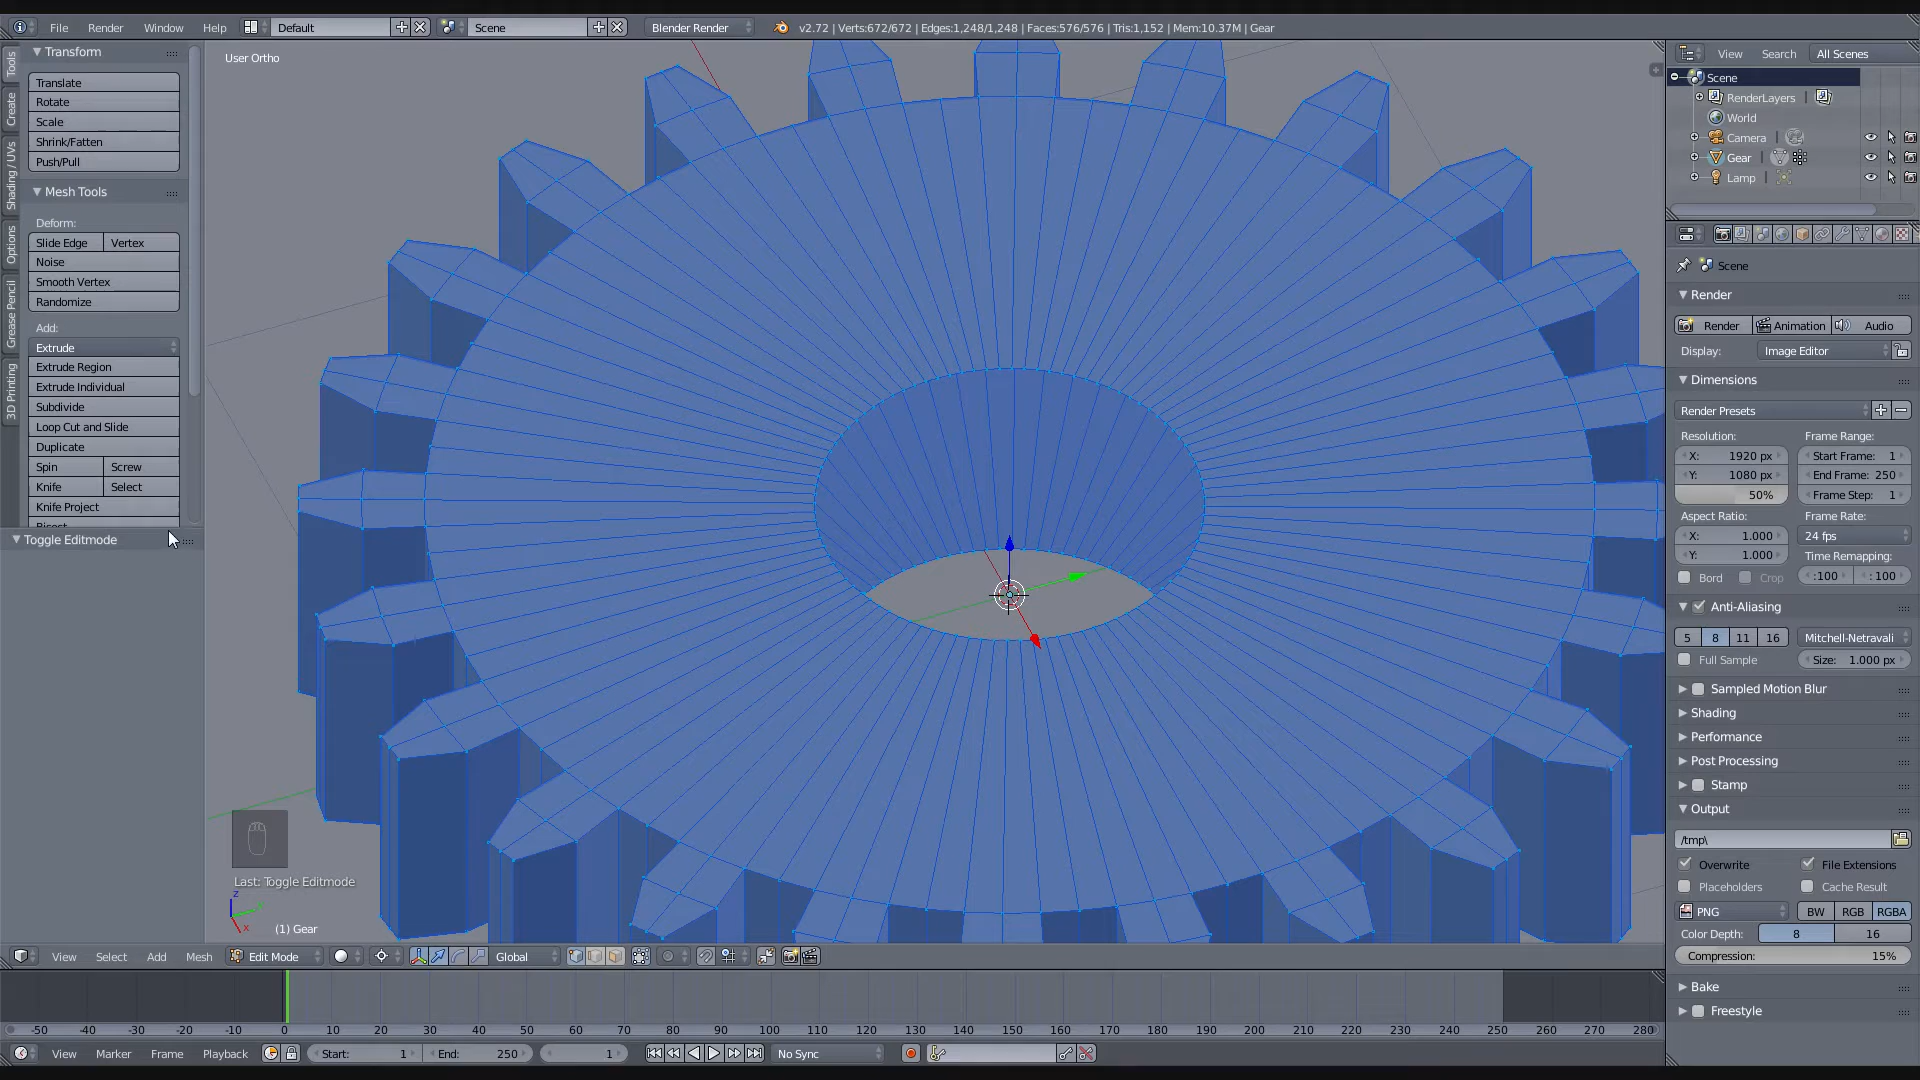 File Render Window Help Default Scene Blender Render v2.72 | Verts:672/672 | Edges:1,248/1,248 | Faces:576/576 | Tris:1,152 | Mem:10.37M | Gear
Tools
Create
Shading / UVs
Options
Grease Pencil
3D Printing
Transform
Translate
Rotate
Scale
Shrink/Fatten
Push/Pull
Mesh Tools
Deform:
Slide Edge Vertex
Noise
Smooth Vertex
Randomize
Add:
Extrude
Extrude Region
Extrude Individual
Subdivide
Loop Cut and Slide
Duplicate
Spin Screw
Knife Select
Knife Project
Bisect
Toggle Editmode
User Ortho
Last: Toggle Editmode
z
y
x
(1) Gear
View Select Add Mesh Edit Mode Global
-50 -40 -30 -20 -10 0 10 20 30 40 50 60 70 80 90 100 110 120 130 140 150 160 170 180 190 200 210 220 230 240 250 260 270 280
View Marker Frame Playback Start: 1 End: 250 1 No Sync
View Search All Scenes
Scene
RenderLayers |
World
Camera |
Gear |
Lamp |
Scene
Render
Render Animation Audio
Display: Image Editor
Dimensions
Render Presets
Resolution: Frame Range:
X: 1920 px Start Frame: 1
Y: 1080 px End Frame: 250
50% Frame Step: 1
Aspect Ratio: Frame Rate:
X: 1.000 24 fps
Y: 1.000 Time Remapping:
Bord Crop :100 :100
Anti-Aliasing
5 8 11 16 Mitchell-Netravali
Full Sample Size: 1.000 px
Sampled Motion Blur
Shading
Performance
Post Processing
Stamp
Output
/tmp\
Overwrite File Extensions
Placeholders Cache Result
PNG BW RGB RGBA
Color Depth: 8 16
Compression: 15%
Bake
Freestyle